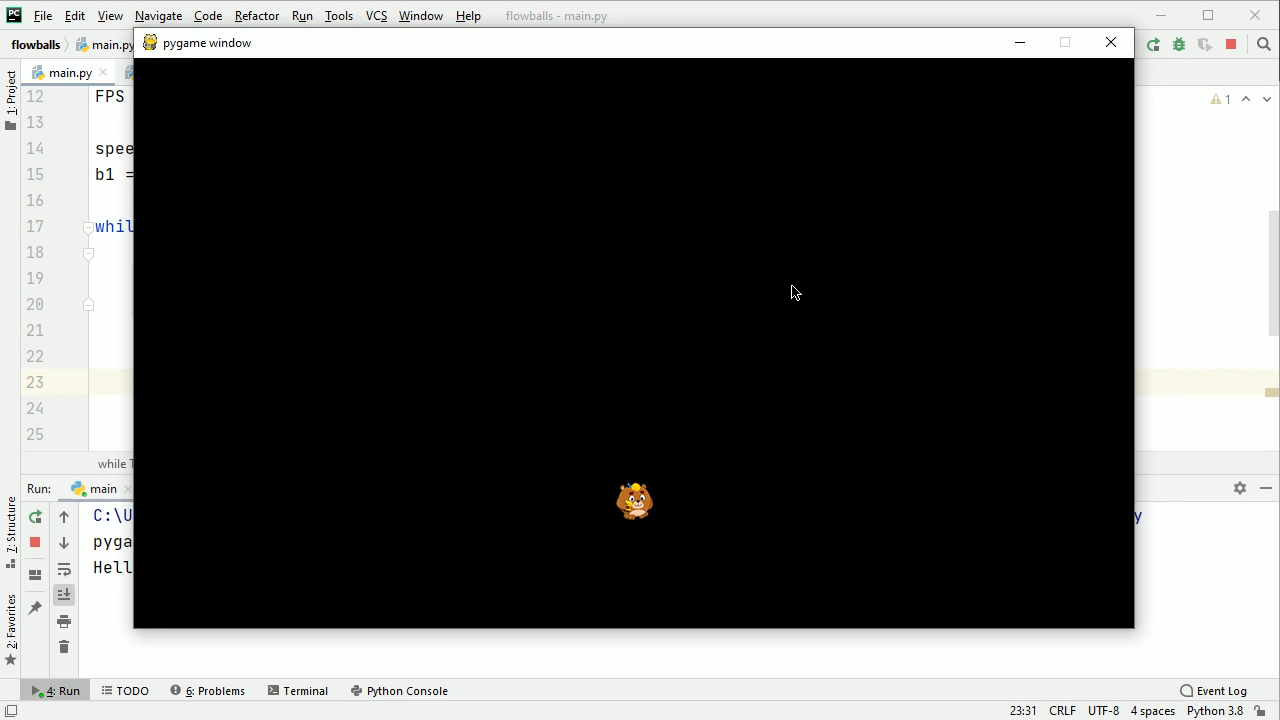 File Edit View Navigate Code Refactor Run Tools VCS Window Help flowballs - main.py
flowballs main.py
pygame window
main.py
1: Project
12 FPS
1
13
14 spee
15 b1 =
16
17 whil
18
19
20
21
22
23
24
25
while T
Run: main
C:\U y
pyga
Hell
7: Structure
2: Favorites
4: Run TODO 6: Problems Terminal Python Console Event Log
23:31 CRLF UTF-8 4 spaces Python 3.8